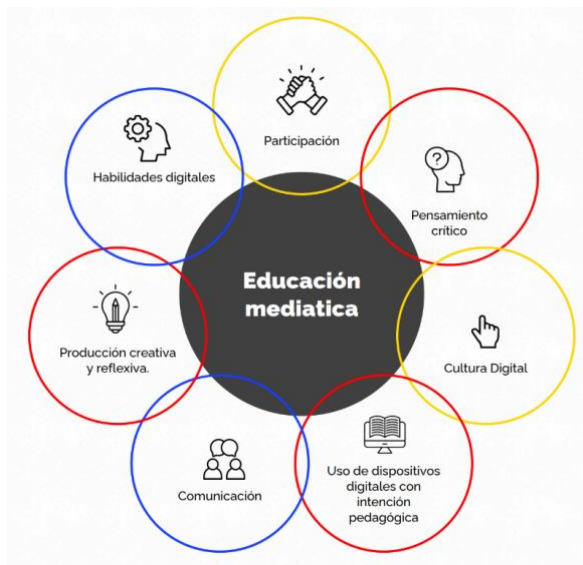 Participación
Habilidades digitales
?
Pensamiento
crítico
Educación
mediatica
Producción creativa
y reflexiva.
Cultura Digital
Comunicación
Uso de dispositivos
digitales con
intención
pedagógica